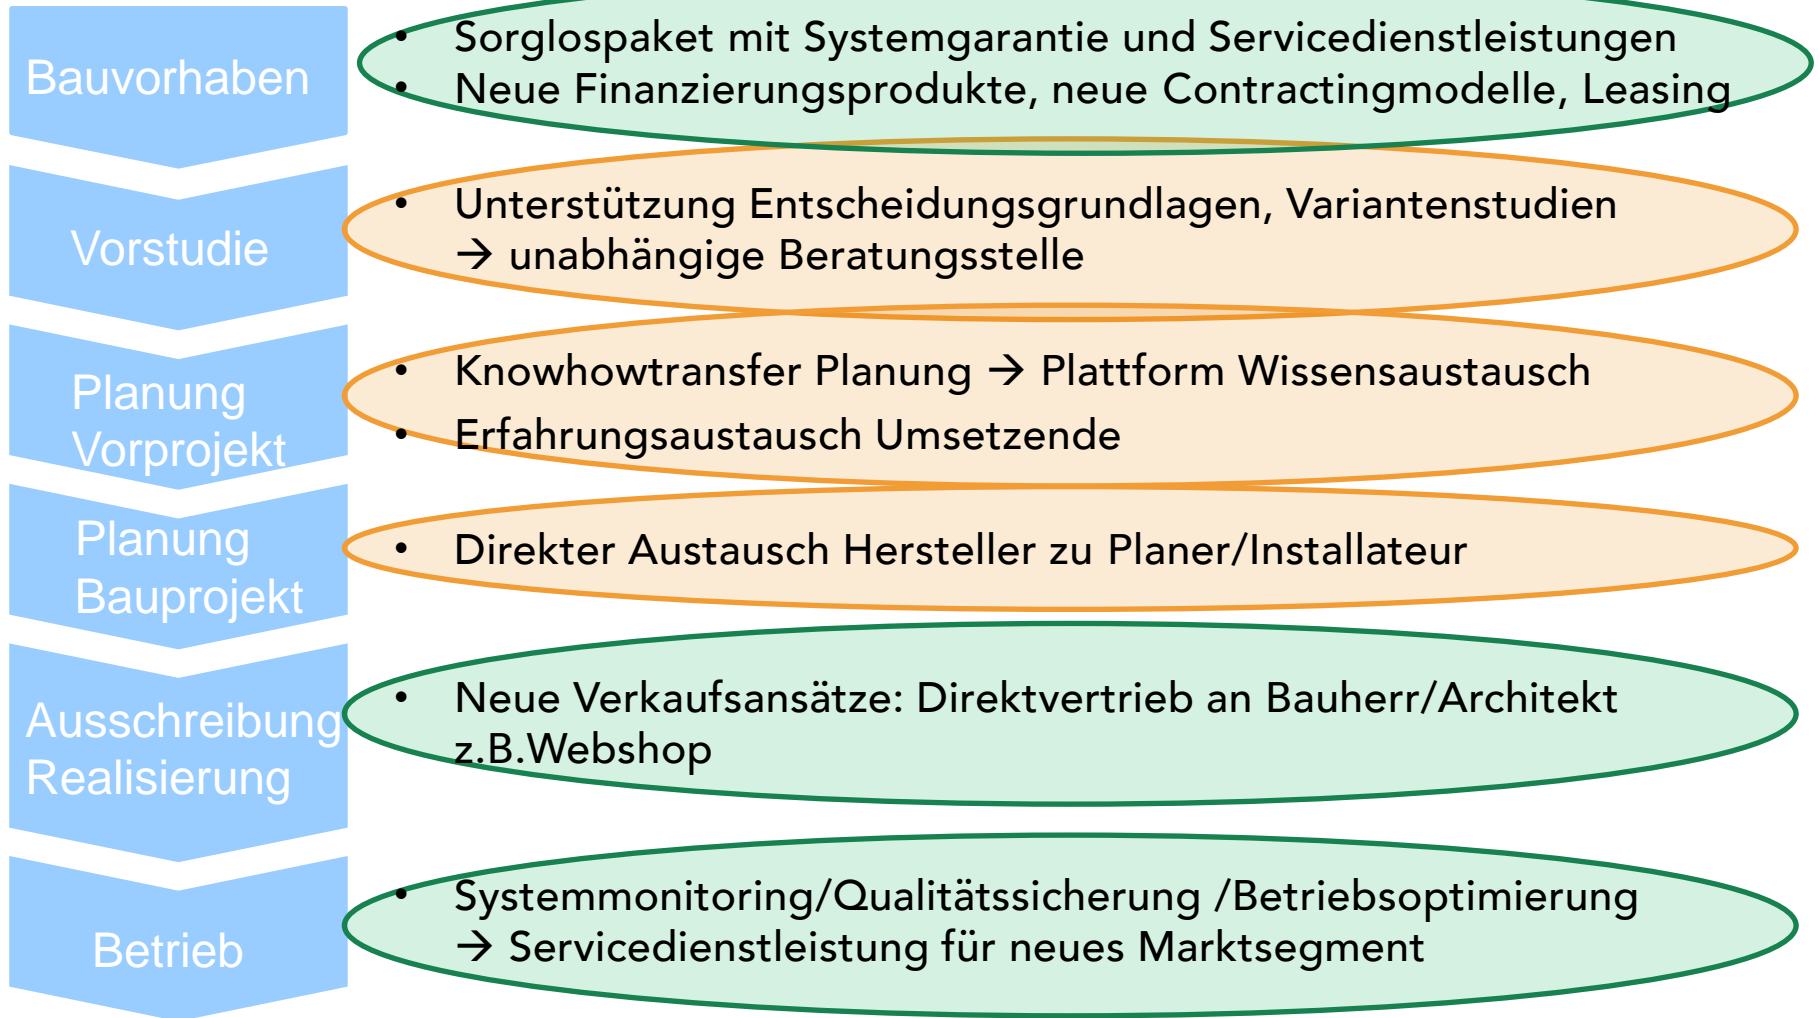 Bauvorhaben
• Sorglospaket mit Systemgarantie und Servicedienstleistungen
• Neue Finanzierungsprodukte, neue Contractingmodelle, Leasing
Vorstudie
• Unterstützung Entscheidungsgrundlagen, Variantenstudien
→ unabhängige Beratungsstelle
Planung
Vorprojekt
• Knowhowtransfer Planung → Plattform Wissensaustausch
• Erfahrungsaustausch Umsetzende
Planung
Bauprojekt
• Direkter Austausch Hersteller zu Planer/Installateur
Ausschreibung
Realisierung
• Neue Verkaufsansätze: Direktvertrieb an Bauherr/Architekt
z.B.Webshop
Betrieb
• Systemmonitoring/Qualitätssicherung /Betriebsoptimierung
→ Servicedienstleistung für neues Marktsegment